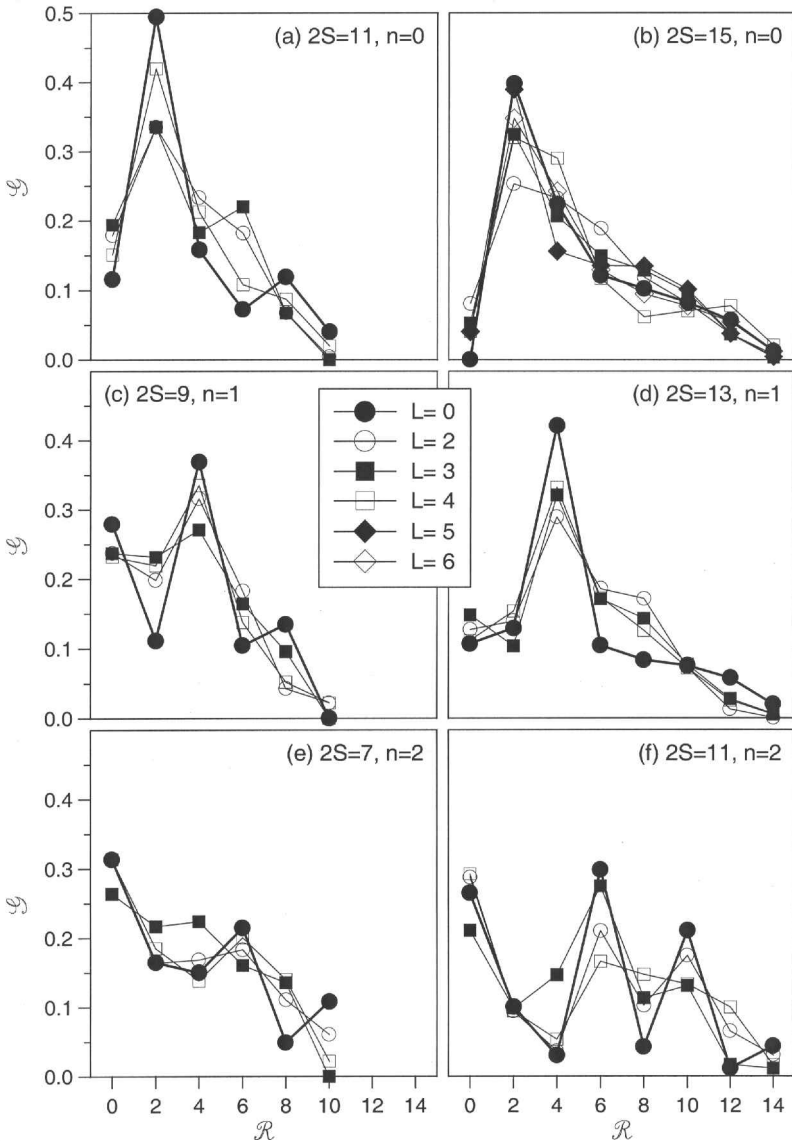 (a) 2S=11, n=0
(b) 2S=15, n=0
0.5
0.4
0.3
0.2
0.1
0.0
𝒢
(c) 2S=9, n=1
(d) 2S=13, n=1
L= 0
L= 2
L= 3
L= 4
L= 5
L= 6
0.4
0.3
0.2
0.1
0.0
𝒢
(e) 2S=7, n=2
(f) 2S=11, n=2
0.4
0.3
0.2
0.1
0.0
𝒢
0 2 4 6 8 10 12 14
0 2 4 6 8 10 12 14
ℛ
ℛ